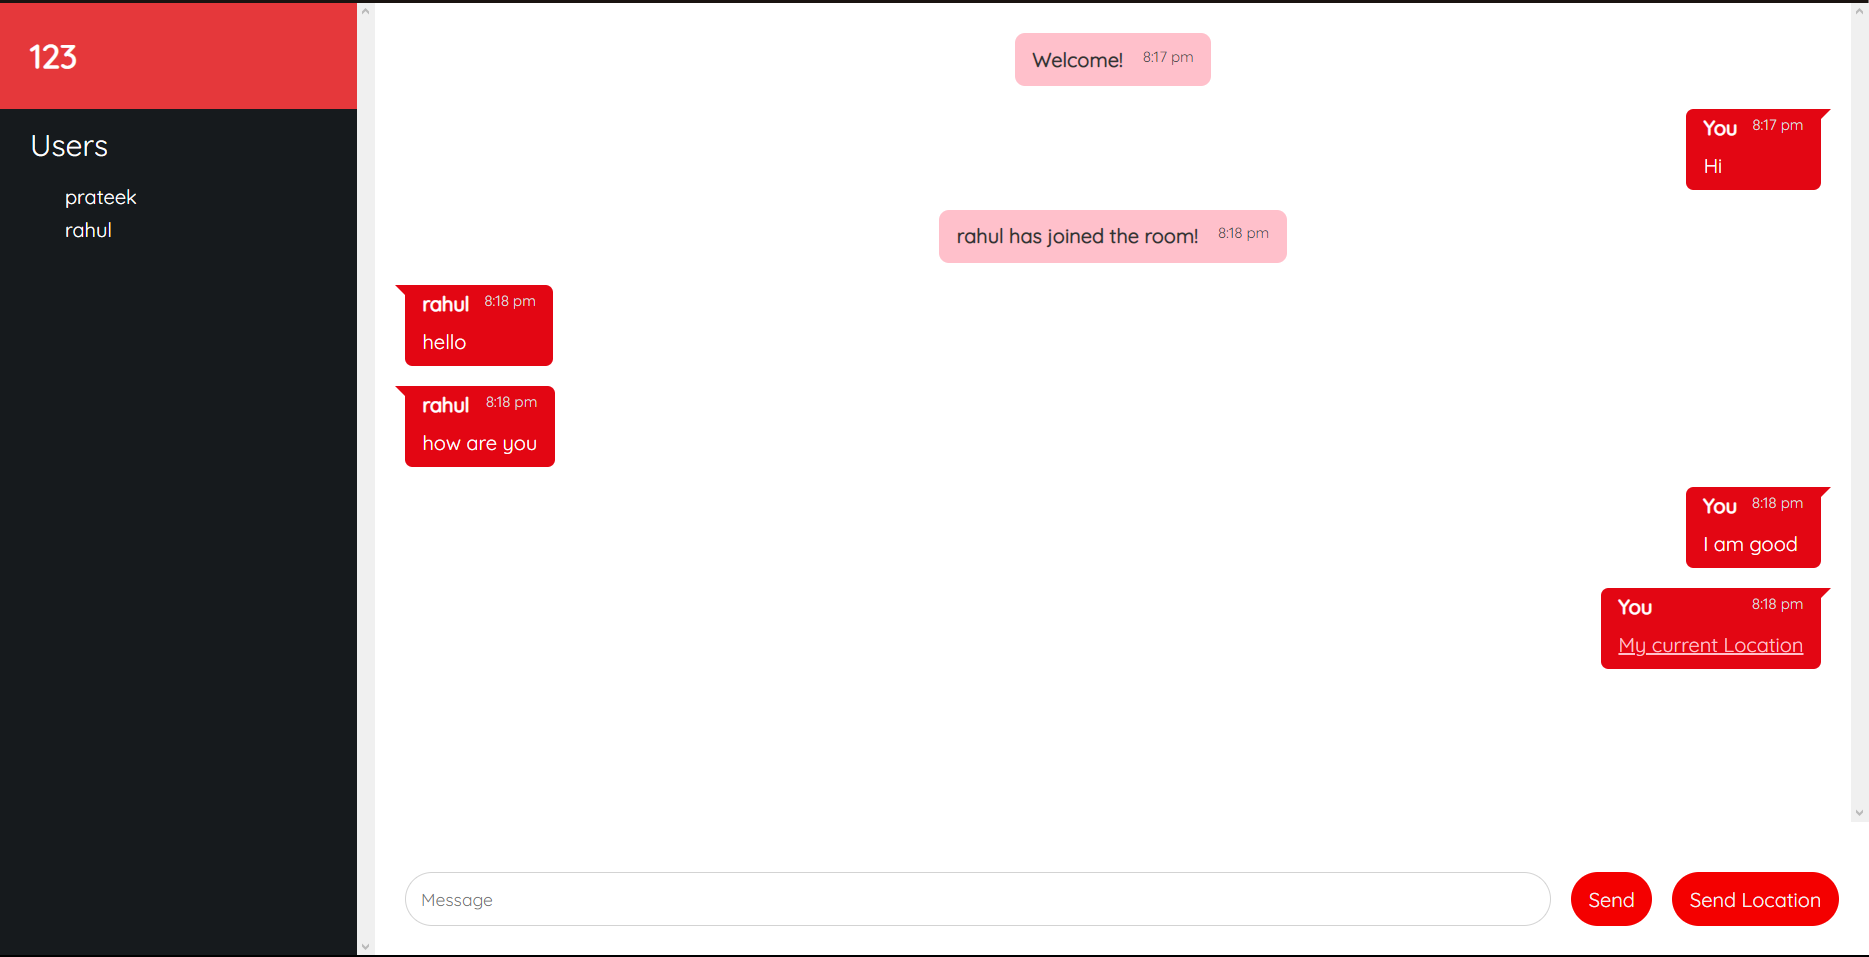 123
Users
prateek
rahul
Welcome! 8:17 pm
You 8:17 pm
Hi
rahul has joined the room! 8:18 pm
rahul 8:18 pm
hello
rahul 8:18 pm
how are you
You 8:18 pm
I am good
You 8:18 pm
My current Location
Message
Send
Send Location